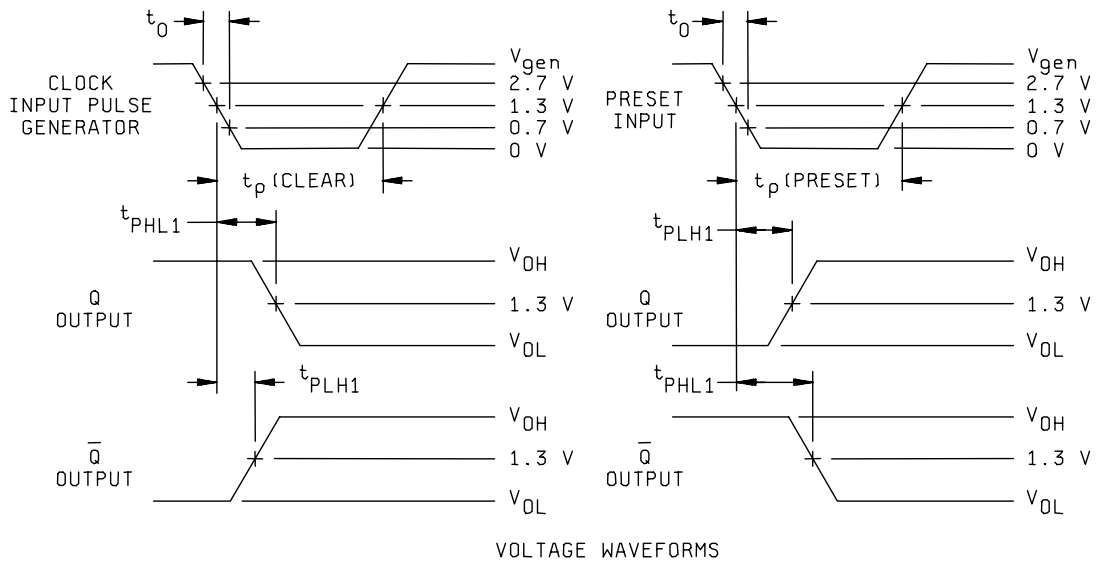 t0
t0
Vgen
2.7 V
1.3 V
0.7 V
0 V
CLOCK
INPUT PULSE
GENERATOR
Vgen
2.7 V
1.3 V
0.7 V
0 V
PRESET
INPUT
tp (CLEAR)
tp (PRESET)
tPHL1
tPLH1
VOH
1.3 V
VOL
Q
OUTPUT
VOH
1.3 V
VOL
Q
OUTPUT
tPLH1
tPHL1
VOH
1.3 V
VOL
Q̅
OUTPUT
VOH
1.3 V
VOL
Q̅
OUTPUT
VOLTAGE WAVEFORMS